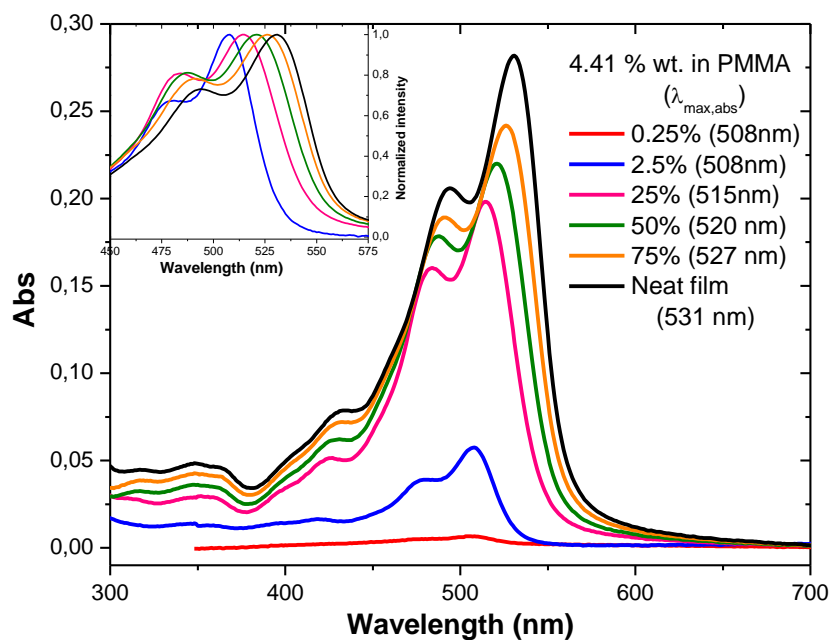 Abs
0,30
0,25
0,20
0,15
0,10
0,05
0,00
300
400
500
600
700
Wavelength (nm)
450
475
500
525
550
575
Wavelength (nm)
1,0
0,8
0,6
0,4
0,2
0,0
Normalized intensity
4.41 % wt. in PMMA
(λmax,abs)
0.25% (508nm)
2.5% (508nm)
25% (515nm)
50% (520 nm)
75% (527 nm)
Neat film
(531 nm)